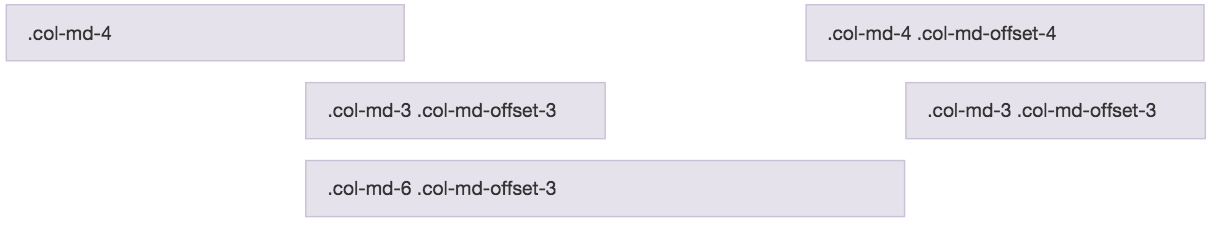 .col-md-4 .col-md-4 .col-md-offset-4
.col-md-3 .col-md-offset-3 .col-md-3 .col-md-offset-3
.col-md-6 .col-md-offset-3